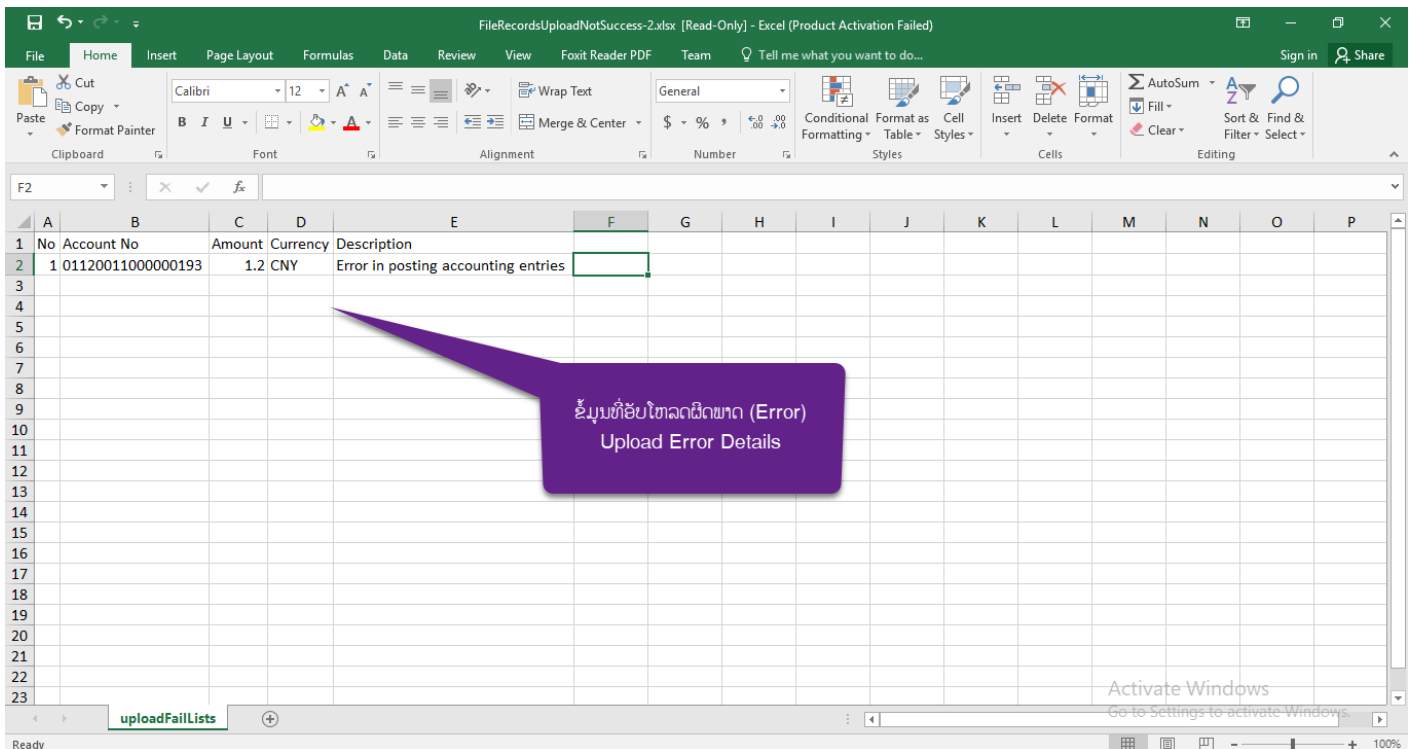 FileRecordsUploadNotSuccess-2.xlsx [Read-Only] - Excel (Product Activation Failed)
File Home Insert Page Layout Formulas Data Review View Foxit Reader PDF Team Tell me what you want to do... Sign in Share
Cut AutoSum
Calibri 12 Wrap Text General
Copy Fill
Paste Conditional Format as Cell Insert Delete Format Sort & Find &
Format Painter B I U Merge & Center $ % , Formatting Table Styles Clear Filter Select
Clipboard Font Alignment Number Styles Cells Editing
F2 fx
A B C D E F G H I J K L M N O P
1 No Account No Amount Currency Description
2 1 01120011000000193 1.2 CNY Error in posting accounting entries
3
4
5
6
7
8
9
ຂໍ້ມູນທີ່ອັບໂຫລດຜິດພາດ (Error)
10
11
Upload Error Details
12
13
14
15
16
17
18
19
20
21
22
23
Activate Windows
Go to Settings to activate Windows.
uploadFailLists
Ready 100%